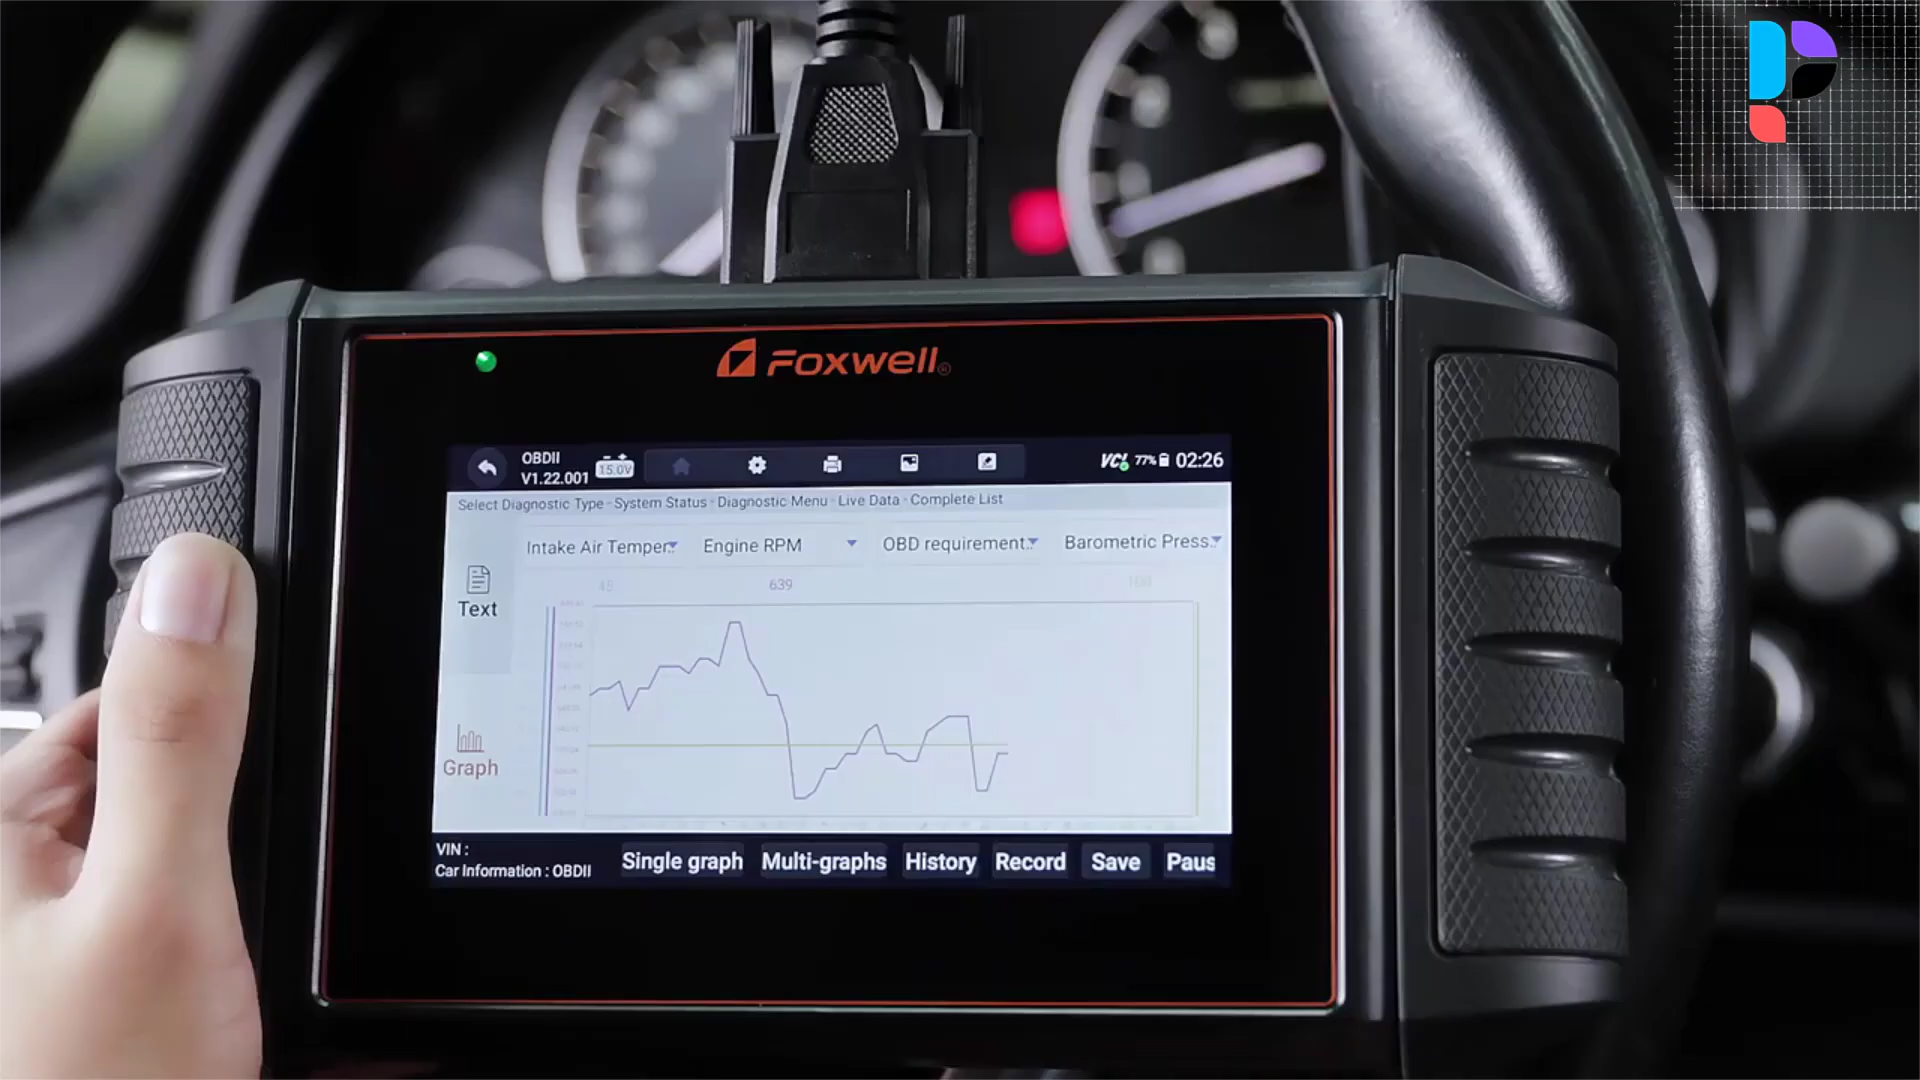 FOXWELL®
OBDII
V1.22.001
15.0V
VCI
77%
02:26
Select Diagnostic Type - System Status - Diagnostic Menu - Live Data - Complete List
Intake Air Temper..
Engine RPM
OBD requirement..
Barometric Press..
639
Text
Graph
VIN :
Car Information : OBDII
Single graph
Multi-graphs
History
Record
Save
Paus